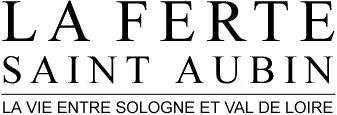 LA FERTE
SAINT AUBIN
LA VIE ENTRE SOLOGNE ET VAL DE LOIRE